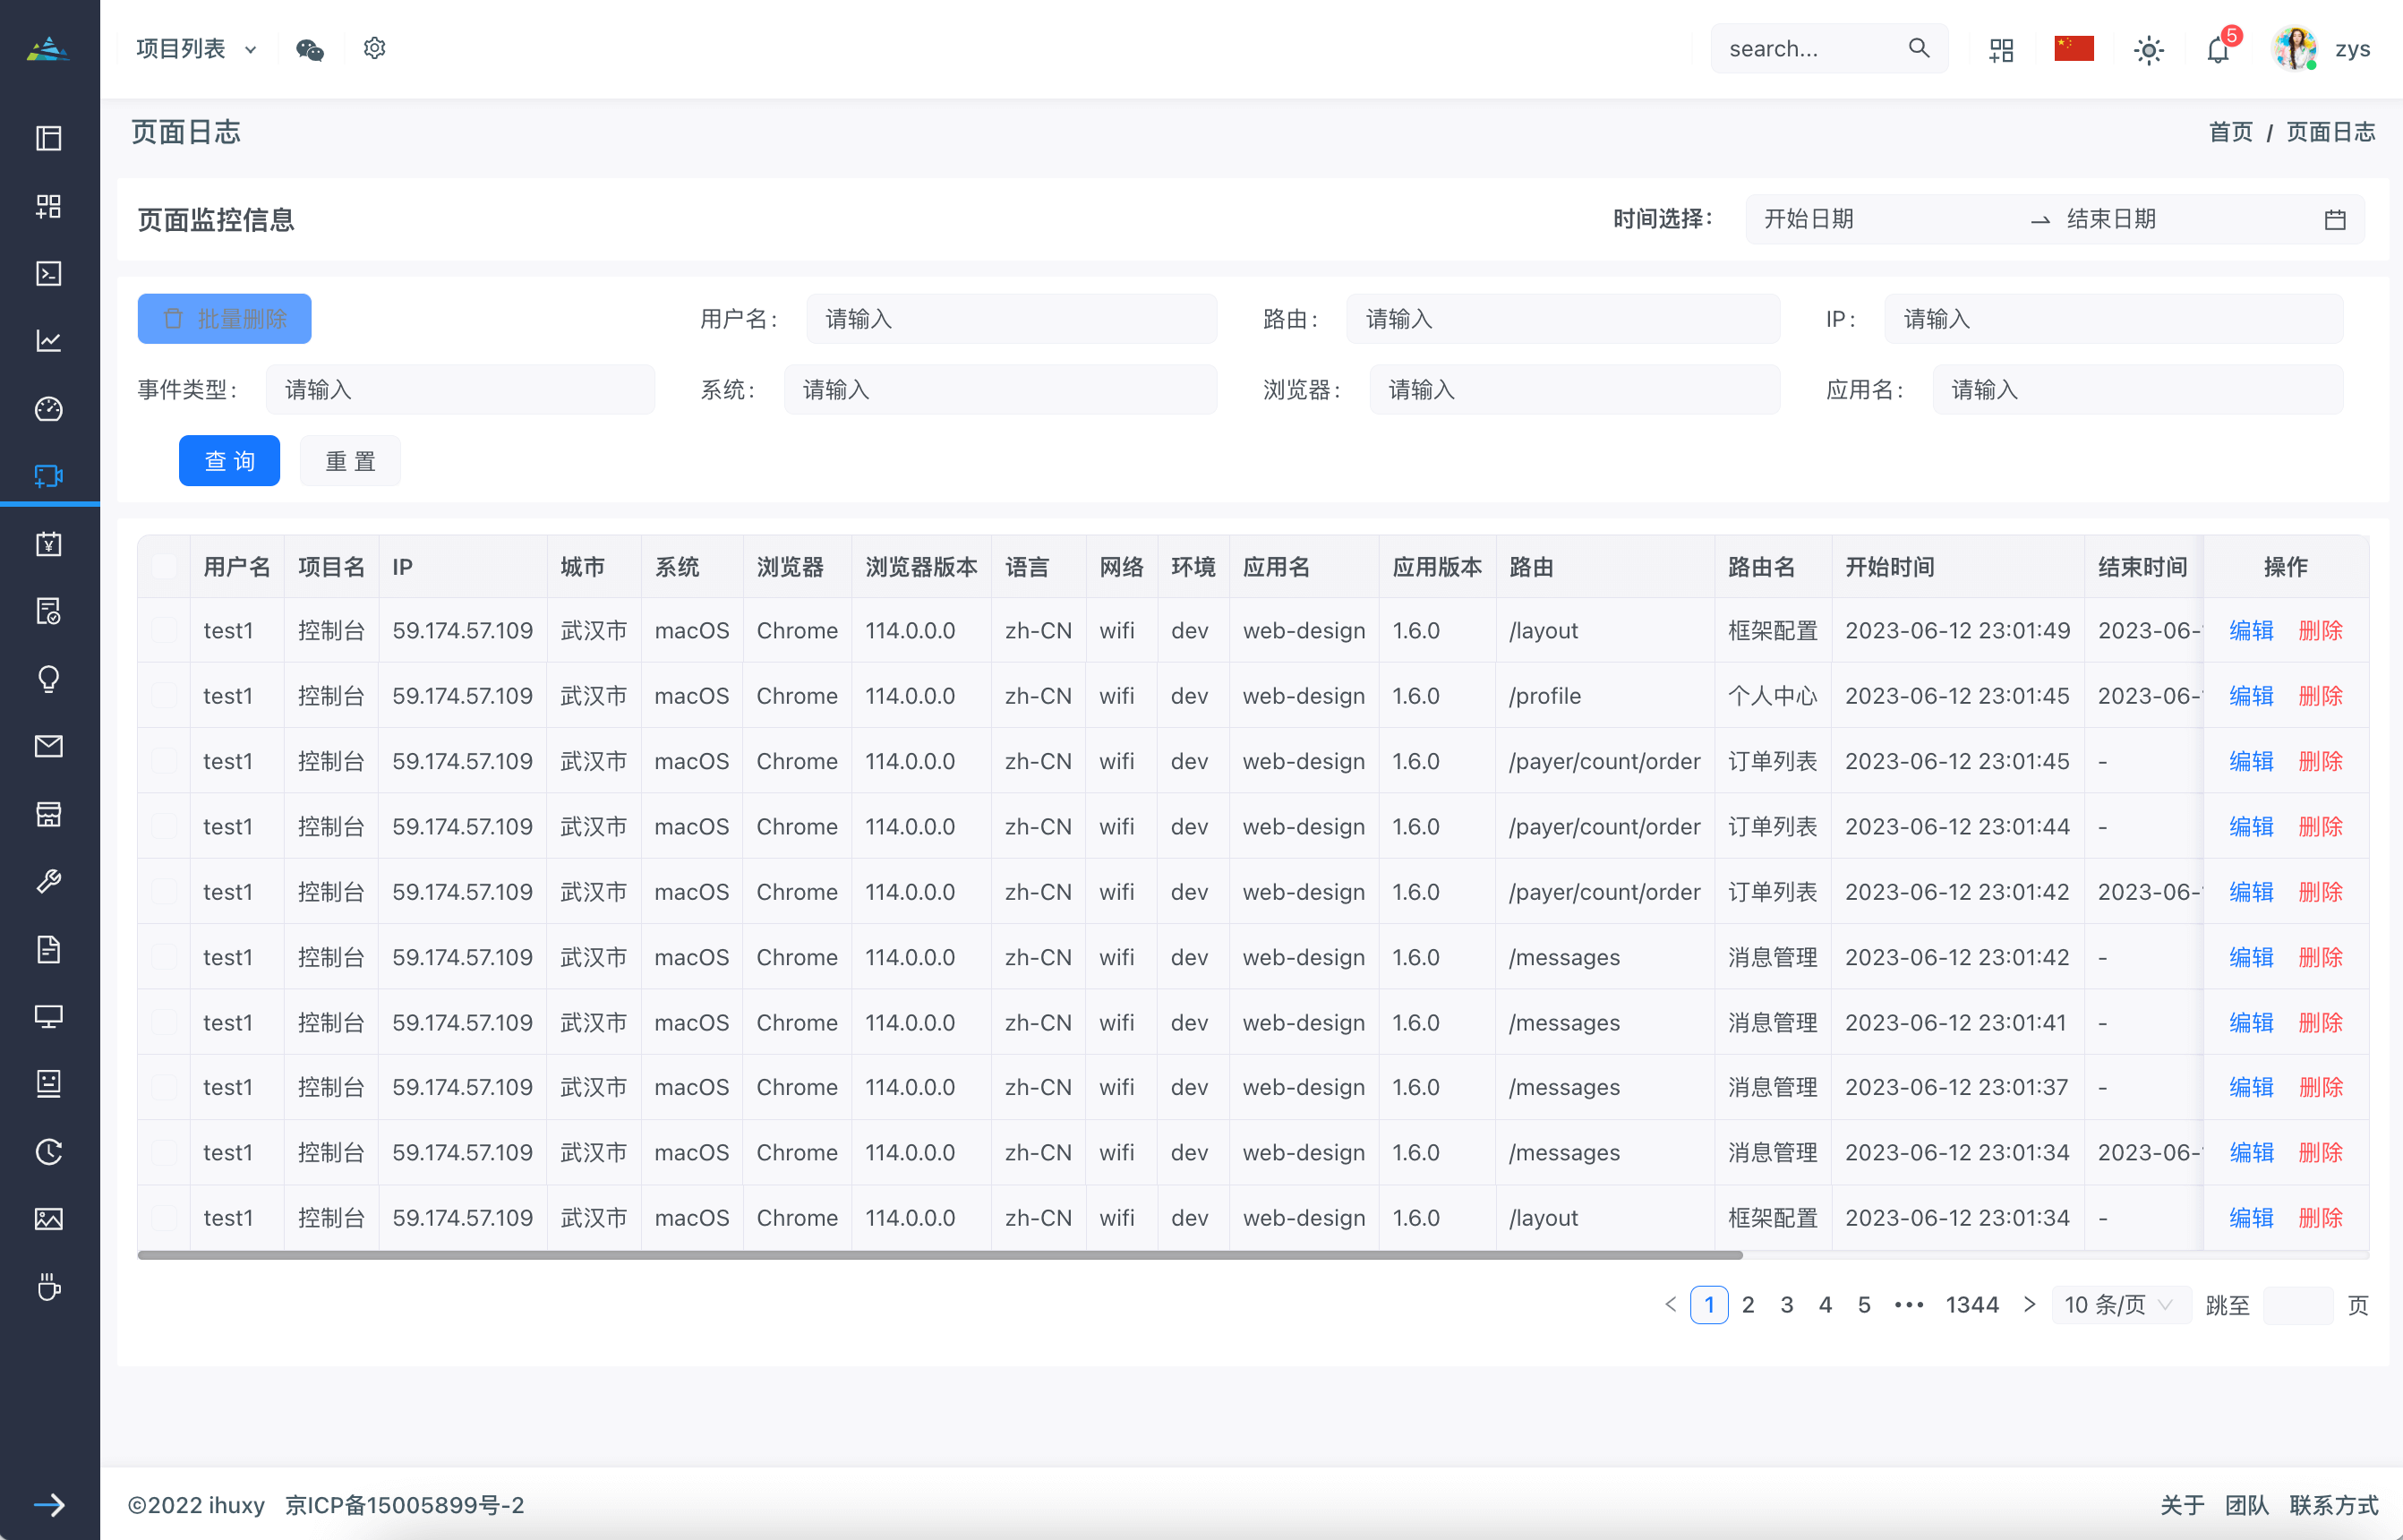 项目列表 search... 5 zys
页面日志 首页 / 页面日志
页面监控信息 时间选择： 开始日期 结束日期
批量删除 用户名： 请输入 路由： 请输入 IP： 请输入
事件类型： 请输入 系统： 请输入 浏览器： 请输入 应用名： 请输入
查 询 重 置
用户名 项目名 IP 城市 系统 浏览器 浏览器版本 语言 网络 环境 应用名 应用版本 路由 路由名 开始时间 结束时间 操作
test1 控制台 59.174.57.109 武汉市 macOS Chrome 114.0.0.0 zh-CN wifi dev web-design 1.6.0 /layout 框架配置 2023-06-12 23:01:49 2023-06- 编辑 删除
test1 控制台 59.174.57.109 武汉市 macOS Chrome 114.0.0.0 zh-CN wifi dev web-design 1.6.0 /profile 个人中心 2023-06-12 23:01:45 2023-06- 编辑 删除
test1 控制台 59.174.57.109 武汉市 macOS Chrome 114.0.0.0 zh-CN wifi dev web-design 1.6.0 /payer/count/order 订单列表 2023-06-12 23:01:45 - 编辑 删除
test1 控制台 59.174.57.109 武汉市 macOS Chrome 114.0.0.0 zh-CN wifi dev web-design 1.6.0 /payer/count/order 订单列表 2023-06-12 23:01:44 - 编辑 删除
test1 控制台 59.174.57.109 武汉市 macOS Chrome 114.0.0.0 zh-CN wifi dev web-design 1.6.0 /payer/count/order 订单列表 2023-06-12 23:01:42 2023-06- 编辑 删除
test1 控制台 59.174.57.109 武汉市 macOS Chrome 114.0.0.0 zh-CN wifi dev web-design 1.6.0 /messages 消息管理 2023-06-12 23:01:42 - 编辑 删除
test1 控制台 59.174.57.109 武汉市 macOS Chrome 114.0.0.0 zh-CN wifi dev web-design 1.6.0 /messages 消息管理 2023-06-12 23:01:41 - 编辑 删除
test1 控制台 59.174.57.109 武汉市 macOS Chrome 114.0.0.0 zh-CN wifi dev web-design 1.6.0 /messages 消息管理 2023-06-12 23:01:37 - 编辑 删除
test1 控制台 59.174.57.109 武汉市 macOS Chrome 114.0.0.0 zh-CN wifi dev web-design 1.6.0 /messages 消息管理 2023-06-12 23:01:34 2023-06- 编辑 删除
test1 控制台 59.174.57.109 武汉市 macOS Chrome 114.0.0.0 zh-CN wifi dev web-design 1.6.0 /layout 框架配置 2023-06-12 23:01:34 - 编辑 删除
1 2 3 4 5 ••• 1344 10 条/页 跳至 页
©2022 ihuxy 京ICP备15005899号-2 关于 团队 联系方式